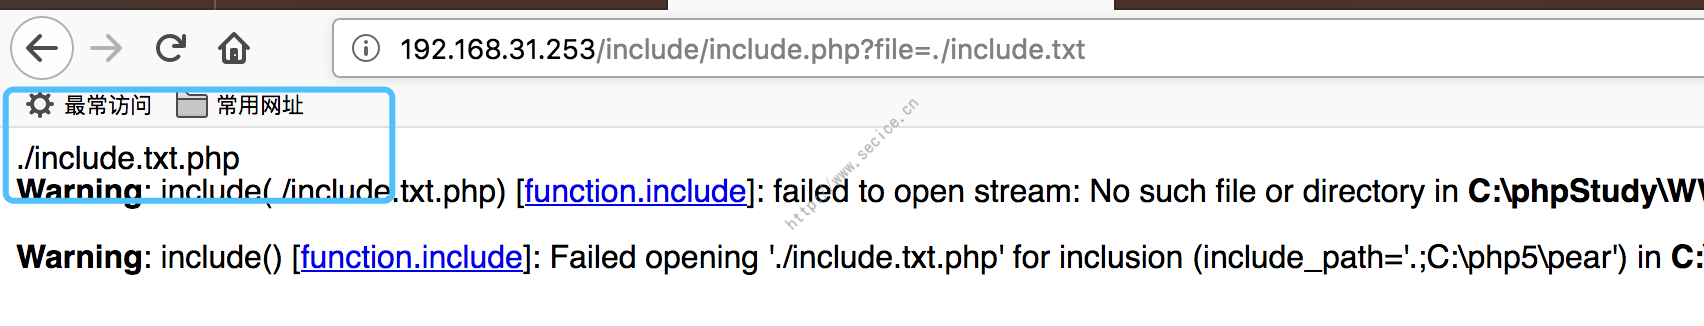 192.168.31.253/include/include.php?file=./include.txt
最常访问 常用网址
./include.txt.php
Warning: include(./include.txt.php) [function.include]: failed to open stream: No such file or directory in C:\phpStudy\W
Warning: include() [function.include]: Failed opening './include.txt.php' for inclusion (include_path='.;C:\php5\pear') in C:
http://www.secice.cn